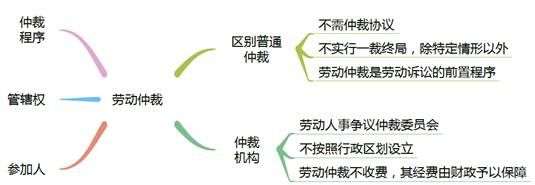 仲裁
程序
管辖权
参加人
劳动仲裁
区别普通
仲裁
不需仲裁协议
不实行一裁终局，除特定情形以外
劳动仲裁是劳动诉讼的前置程序
仲裁
机构
劳动人事争议仲裁委员会
不按照行政区划设立
劳动仲裁不收费，其经费由财政予以保障